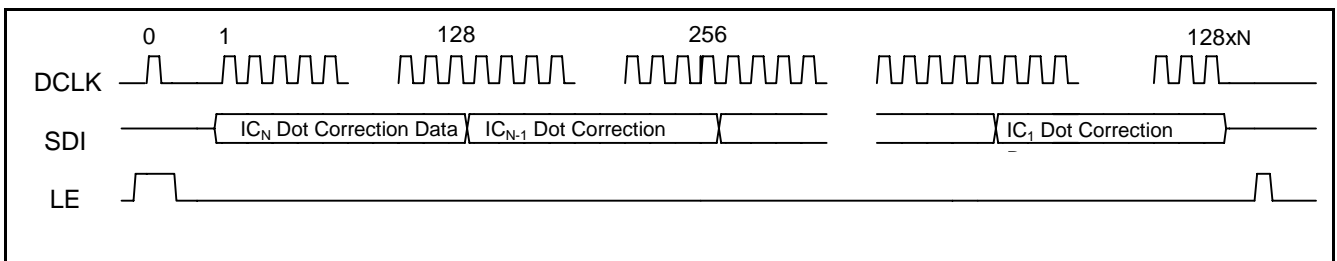 0 1 128 256 128xN
DCLK
SDI IC_N Dot Correction Data IC_N-1 Dot Correction IC_1 Dot Correction
LE